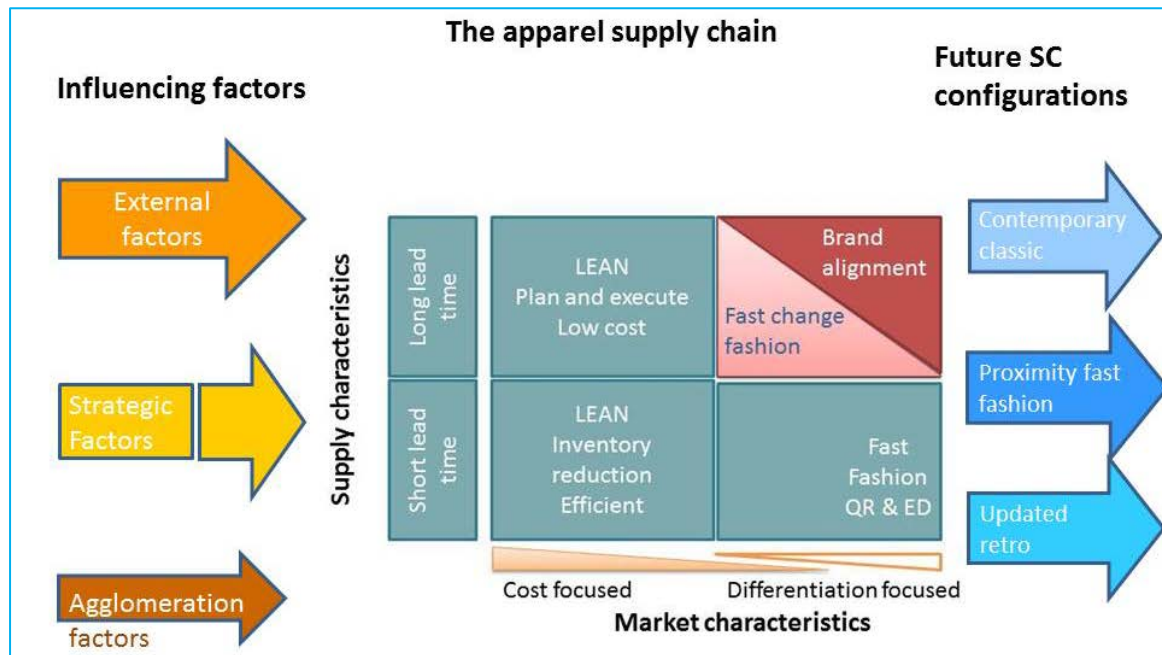 The apparel supply chain
Influencing factors
Future SC
configurations
External
factors
Strategic
Factors
Agglomeration
factors
Supply characteristics
Long lead
time
Short lead
time
LEAN
Plan and execute
Low cost
Brand
alignment
Fast change
fashion
LEAN
Inventory
reduction
Efficient
Fast
Fashion
QR & ED
Cost focused
Differentiation focused
Market characteristics
Contemporary
classic
Proximity fast
fashion
Updated
retro